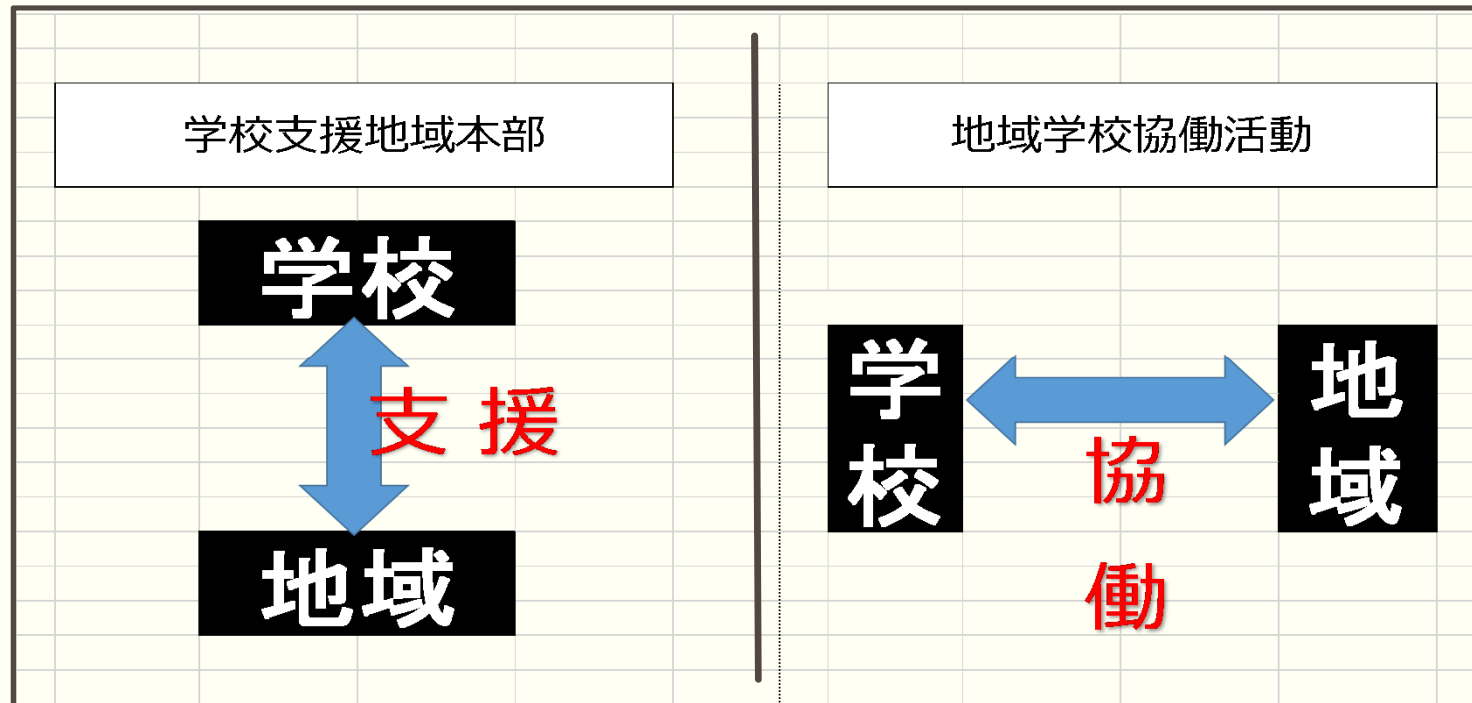 学校支援地域本部
学校
支援
地域
地域学校協働活動
学校
協働
地域